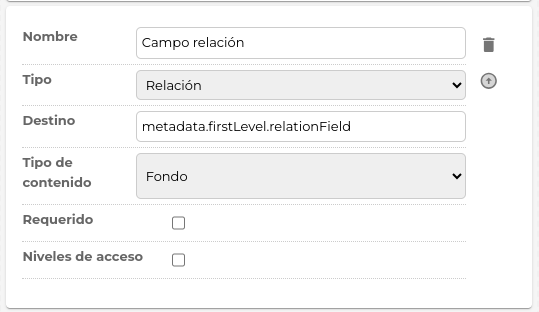 Nombre
Campo relación
Tipo
Relación
Destino
metadata.firstLevel.relationField
Tipo de
contenido
Fondo
Requerido
Niveles de acceso